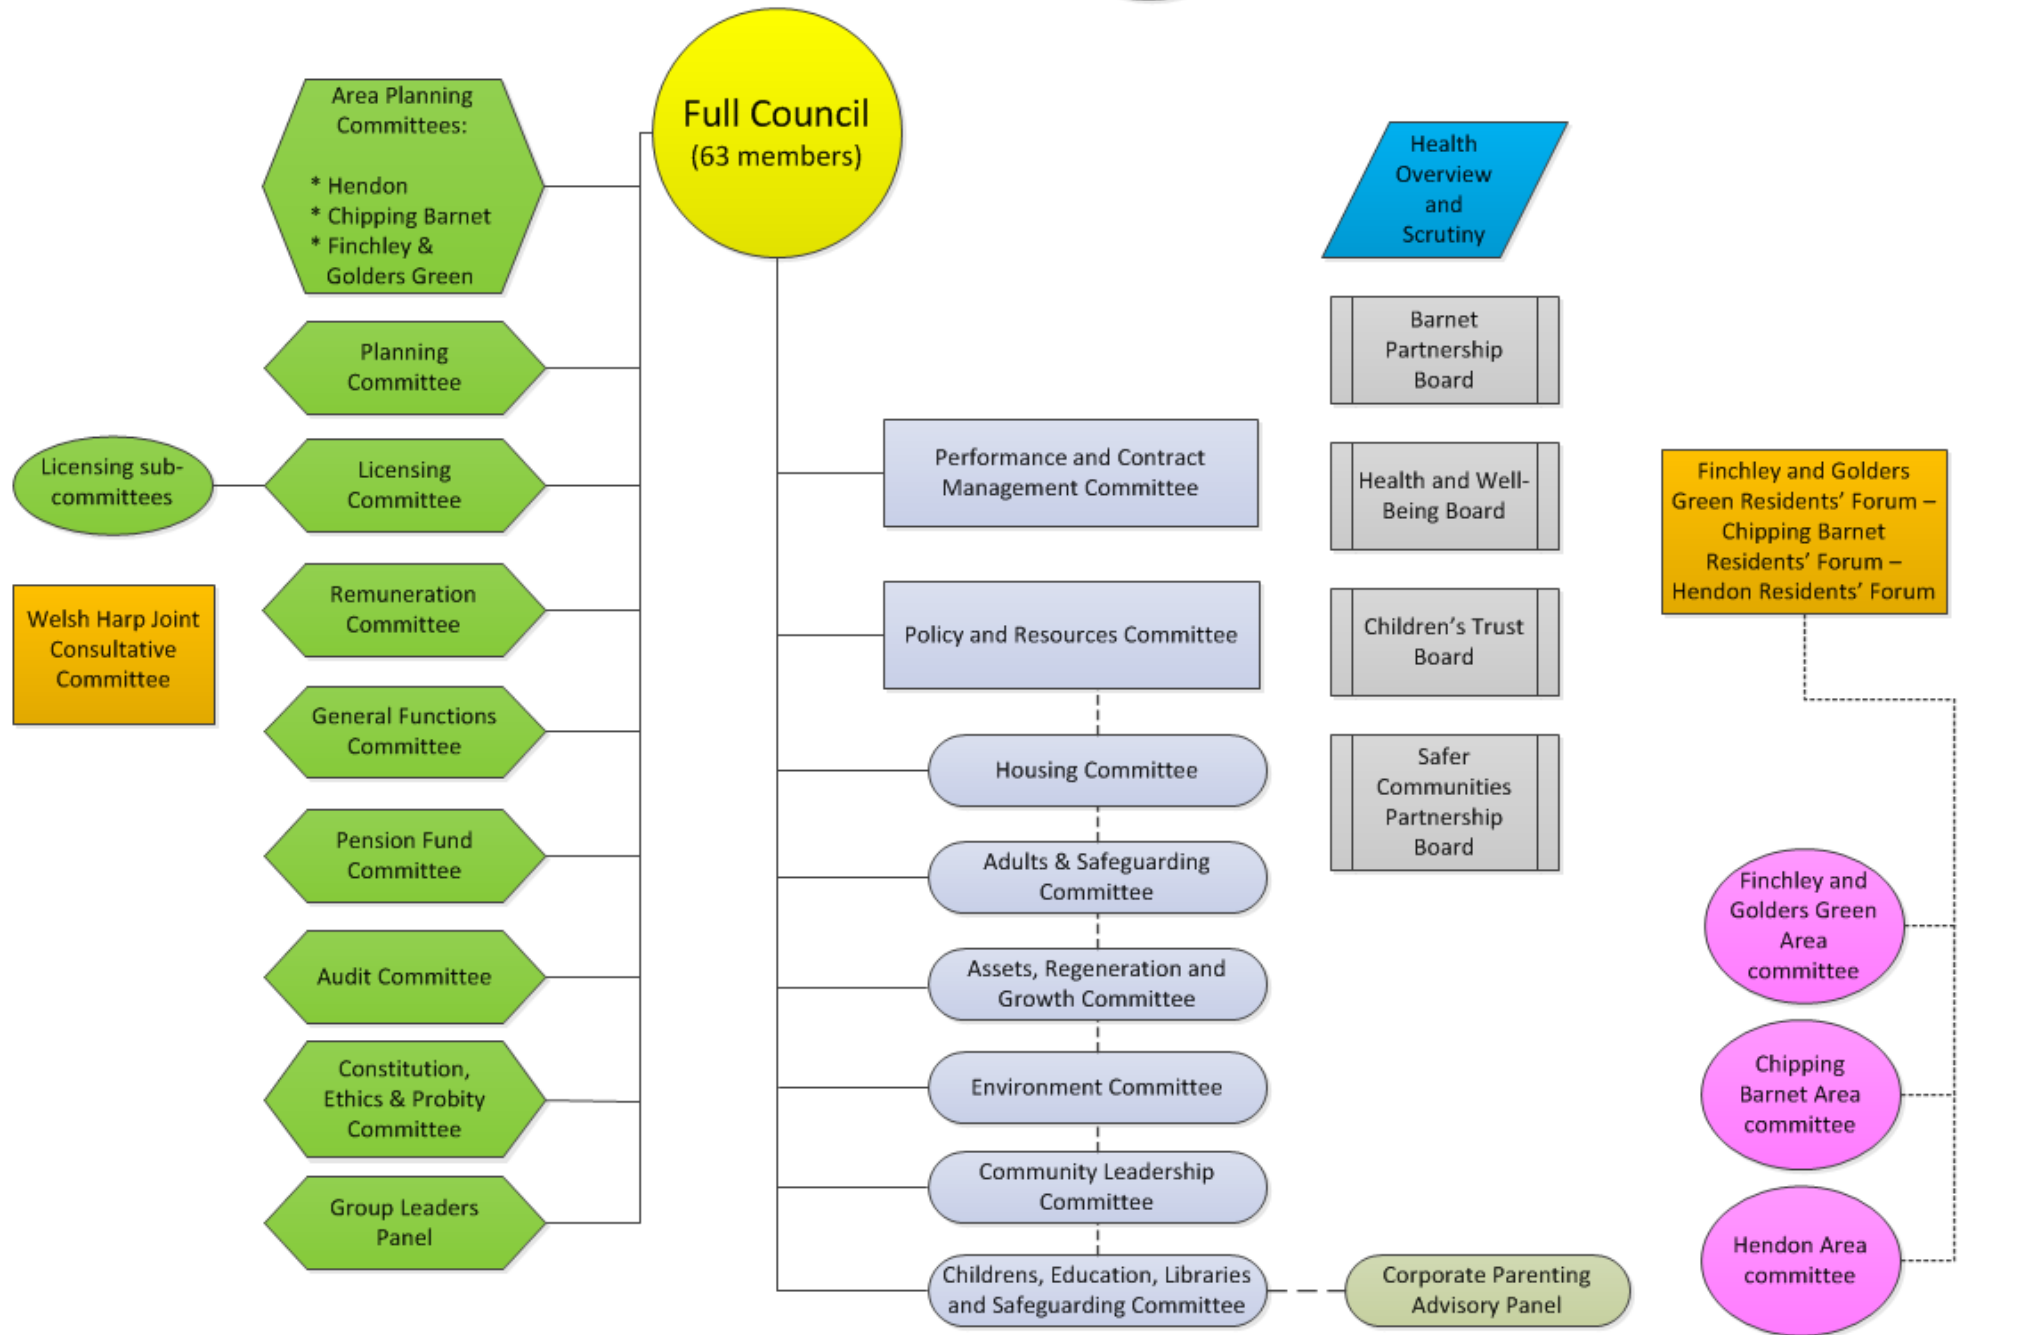 Full Council
(63 members)
Area Planning
Committees:
* Hendon
* Chipping Barnet
* Finchley &
Golders Green
Planning
Committee
Licensing sub-
committees
Licensing
Committee
Welsh Harp Joint
Consultative
Committee
Remuneration
Committee
General Functions
Committee
Pension Fund
Committee
Audit Committee
Constitution,
Ethics & Probity
Committee
Group Leaders
Panel
Performance and Contract
Management Committee
Policy and Resources Committee
Housing Committee
Adults & Safeguarding
Committee
Assets, Regeneration and
Growth Committee
Environment Committee
Community Leadership
Committee
Childrens, Education, Libraries
and Safeguarding Committee
Corporate Parenting
Advisory Panel
Health
Overview
and
Scrutiny
Barnet
Partnership
Board
Health and Well-
Being Board
Children’s Trust
Board
Safer
Communities
Partnership
Board
Finchley and Golders
Green Residents’ Forum –
Chipping Barnet
Residents’ Forum –
Hendon Residents’ Forum
Finchley and
Golders Green
Area
committee
Chipping
Barnet Area
committee
Hendon Area
committee